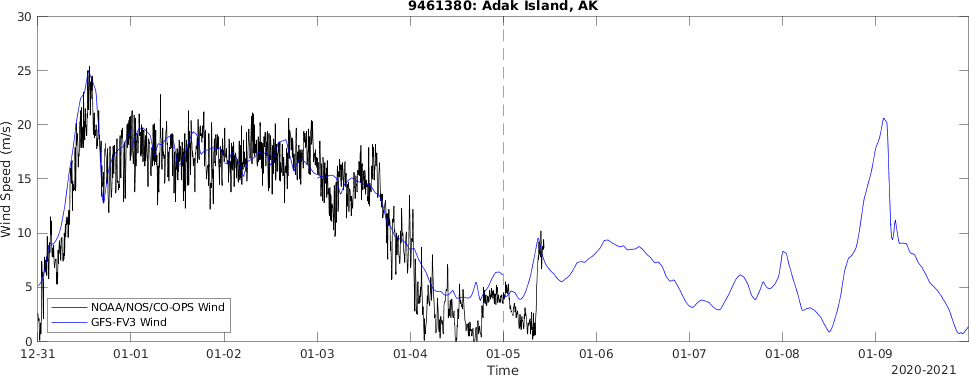 9461380: Adak Island, AK
30
25
20
15
10
5
0
Wind Speed (m/s)
NOAA/NOS/CO-OPS Wind
GFS-FV3 Wind
12-31 01-01 01-02 01-03 01-04 01-05 01-06 01-07 01-08 01-09
Time
2020-2021